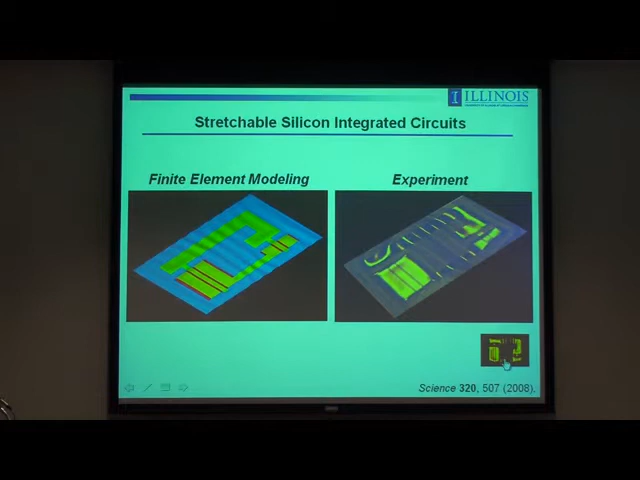 I ILLINOIS
Stretchable Silicon Integrated Circuits
Finite Element Modeling
Experiment
Science 320, 507 (2008).